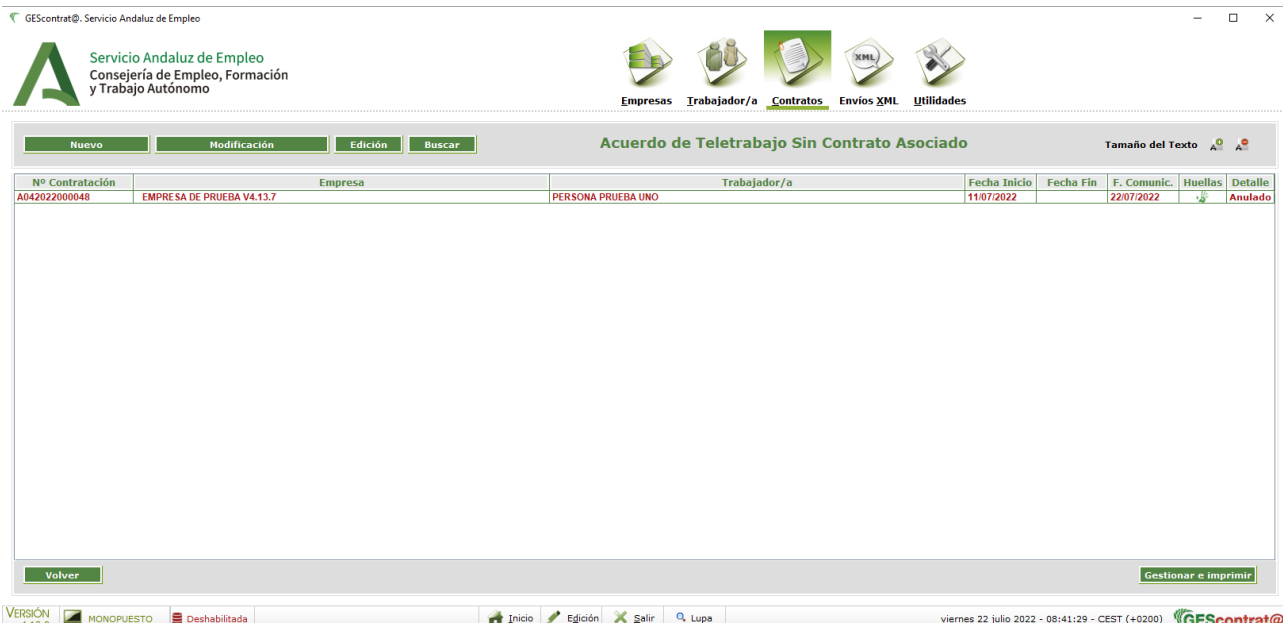 GEScontrat@. Servicio Andaluz de Empleo
Servicio Andaluz de Empleo
Consejería de Empleo, Formación
y Trabajo Autónomo
Empresas Trabajador/a Contratos Envíos XML Utilidades
Nuevo Modificación Edición Buscar Acuerdo de Teletrabajo Sin Contrato Asociado Tamaño del Texto A A
Nº Contratación Empresa Trabajador/a Fecha Inicio Fecha Fin F. Comunic. Huellas Detalle
A042022000048 EMPRESA DE PRUEBA V4.13.7 PERSONA PRUEBA UNO 11/07/2022 22/07/2022 Anulado
Volver Gestionar e imprimir
VERSIÓN MONOPUESTO Deshabilitada Inicio Edición Salir Lupa viernes 22 julio 2022 - 08:41:29 - CEST (+0200) GEScontrat@